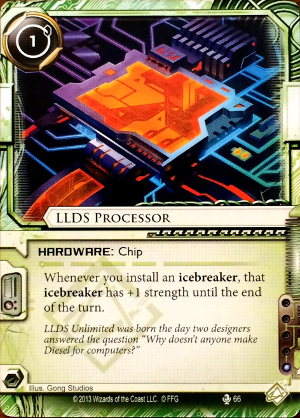 1
LLDS PROCESSOR
HARDWARE: Chip
Whenever you install an icebreaker, that
icebreaker has +1 strength until the end
of the turn.
LLDS Unlimited was born the day two designers
answered the question "Why doesn't anyone make
Diesel for computers?"
Illus. Gong Studios
© 2013 Wizards of the Coast LLC. © FFG
66